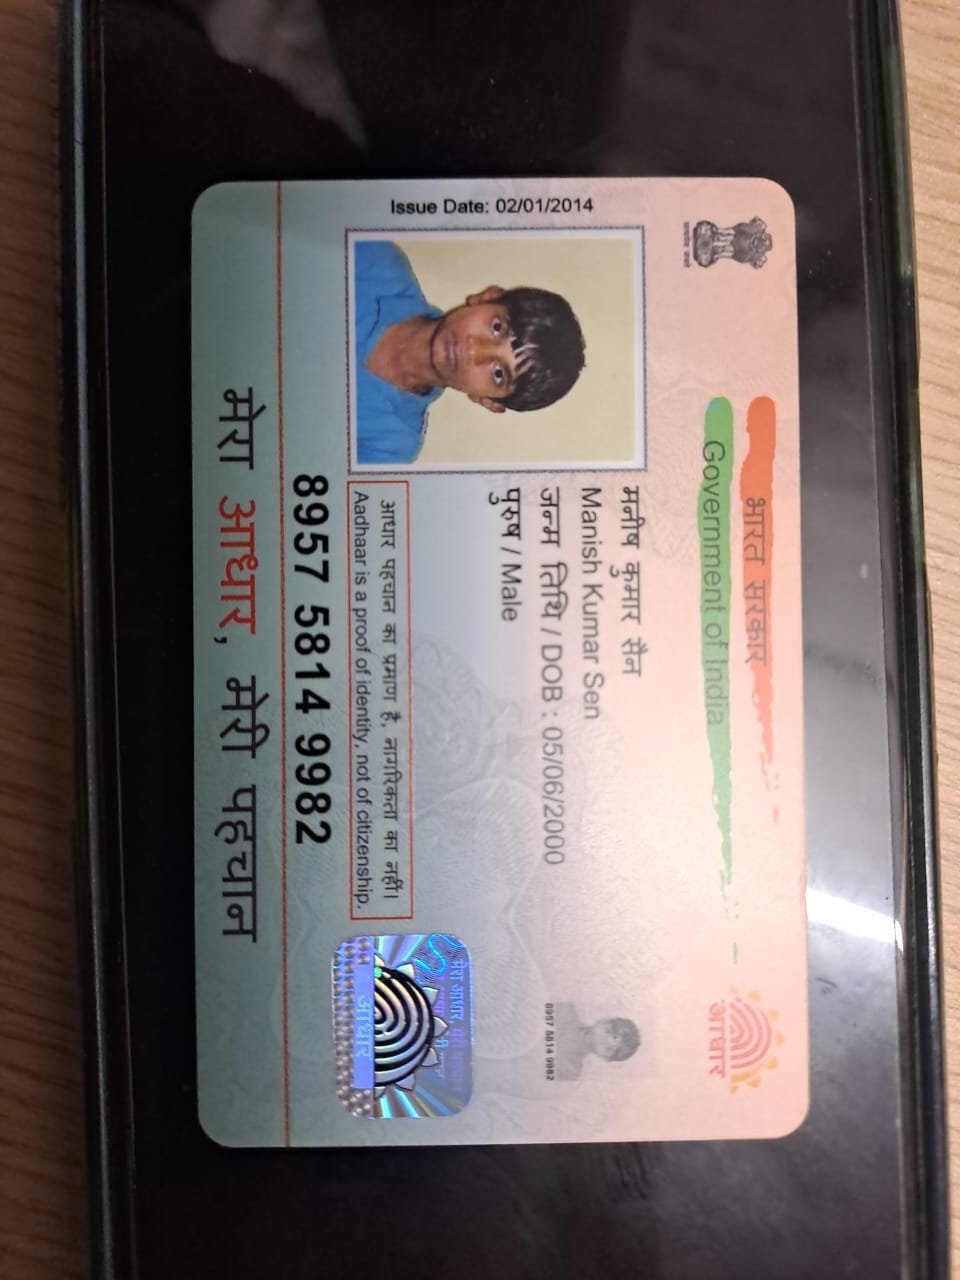 भारत सरकार
Government of India
आधार
Issue Date: 02/01/2014
मनीष कुमार सैन
Manish Kumar Sen
जन्म तिथि / DOB : 05/06/2000
पुरुष / Male
8957 5814 9982
आधार पहचान का प्रमाण है, नागरिकता का नहीं।
Aadhaar is a proof of identity, not of citizenship.
मेरा आधार
आधार
8957 5814 9982
मेरा आधार, मेरी पहचान